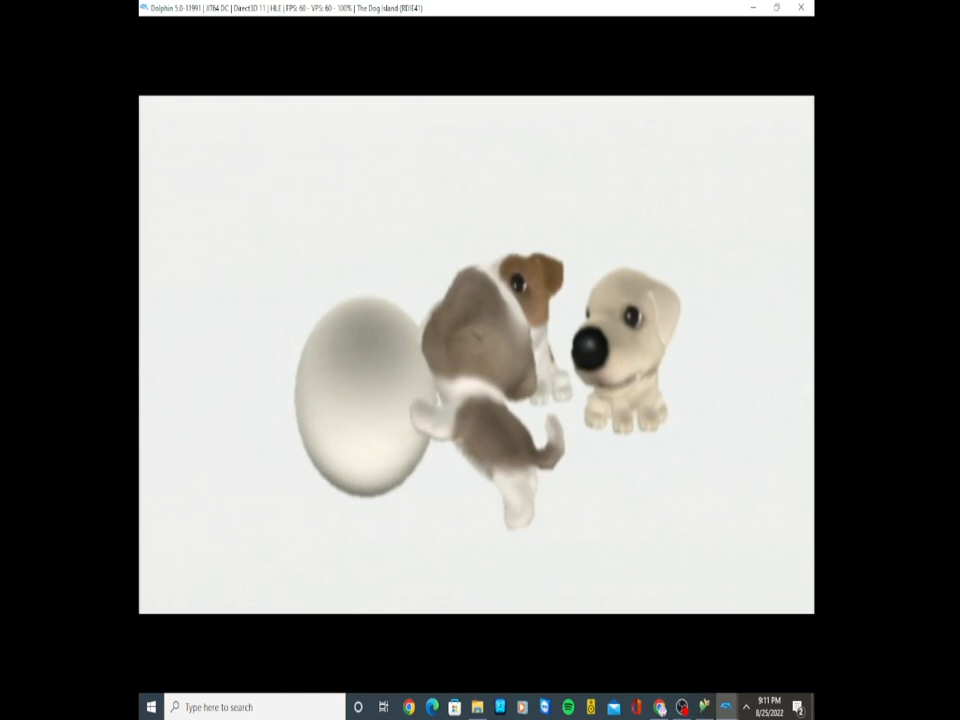 Dolphin 5.0-11991 | JIT64 DC | Direct3D 11 | HLE | FPS: 60 - VPS: 60 - 100% | The Dog Island (RDIE41)
Type here to search
9:11 PM
8/25/2022
2